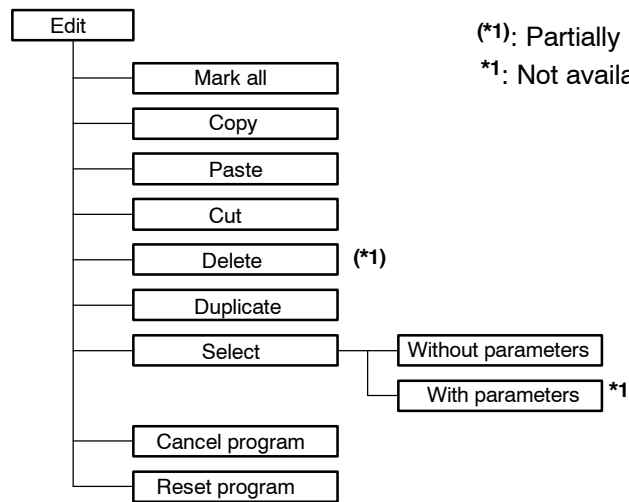 Edit
(*1): Partially
*1: Not
Mark all
Copy
Paste
Cut
Delete (*1)
Duplicate
Select Without parameters
With parameters *1
Cancel program
Reset program